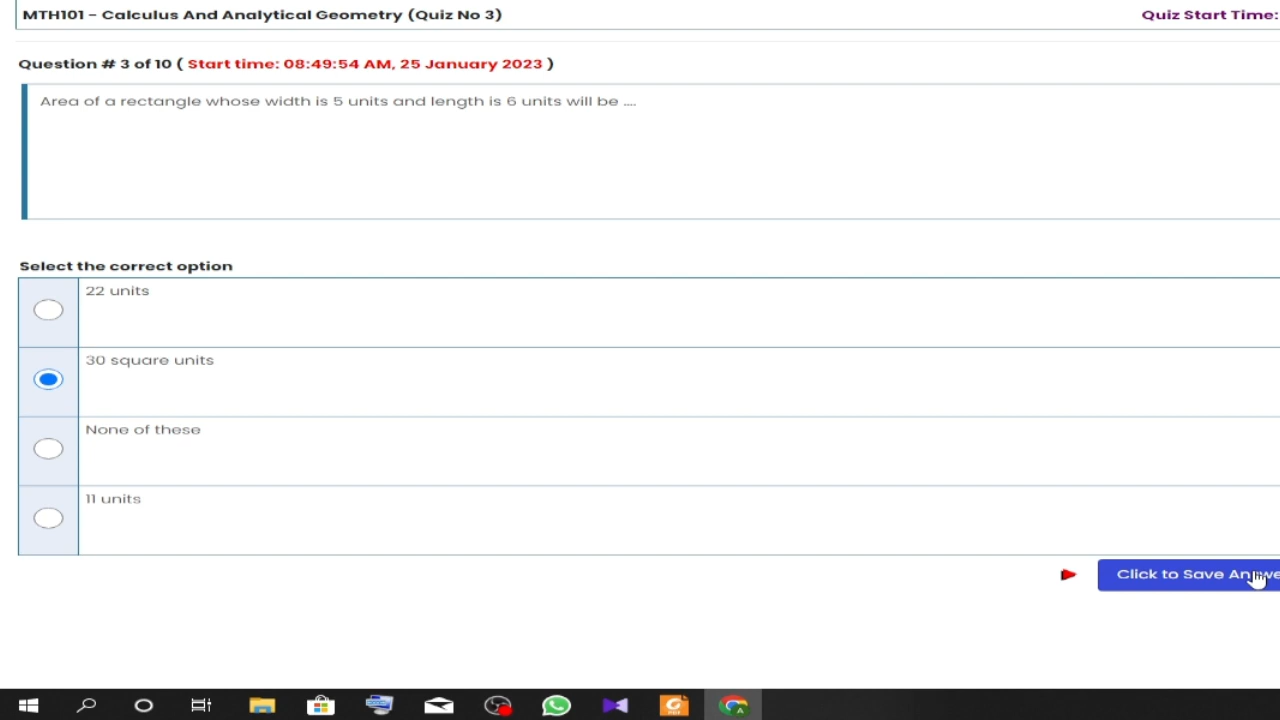 MTH101 - Calculus And Analytical Geometry (Quiz No 3)
Quiz Start Time:
Question # 3 of 10 ( Start time: 08:49:54 AM, 25 January 2023 )
Area of a rectangle whose width is 5 units and length is 6 units will be ....
Select the correct option
22 units
30 square units
None of these
11 units
Click to Save Answe